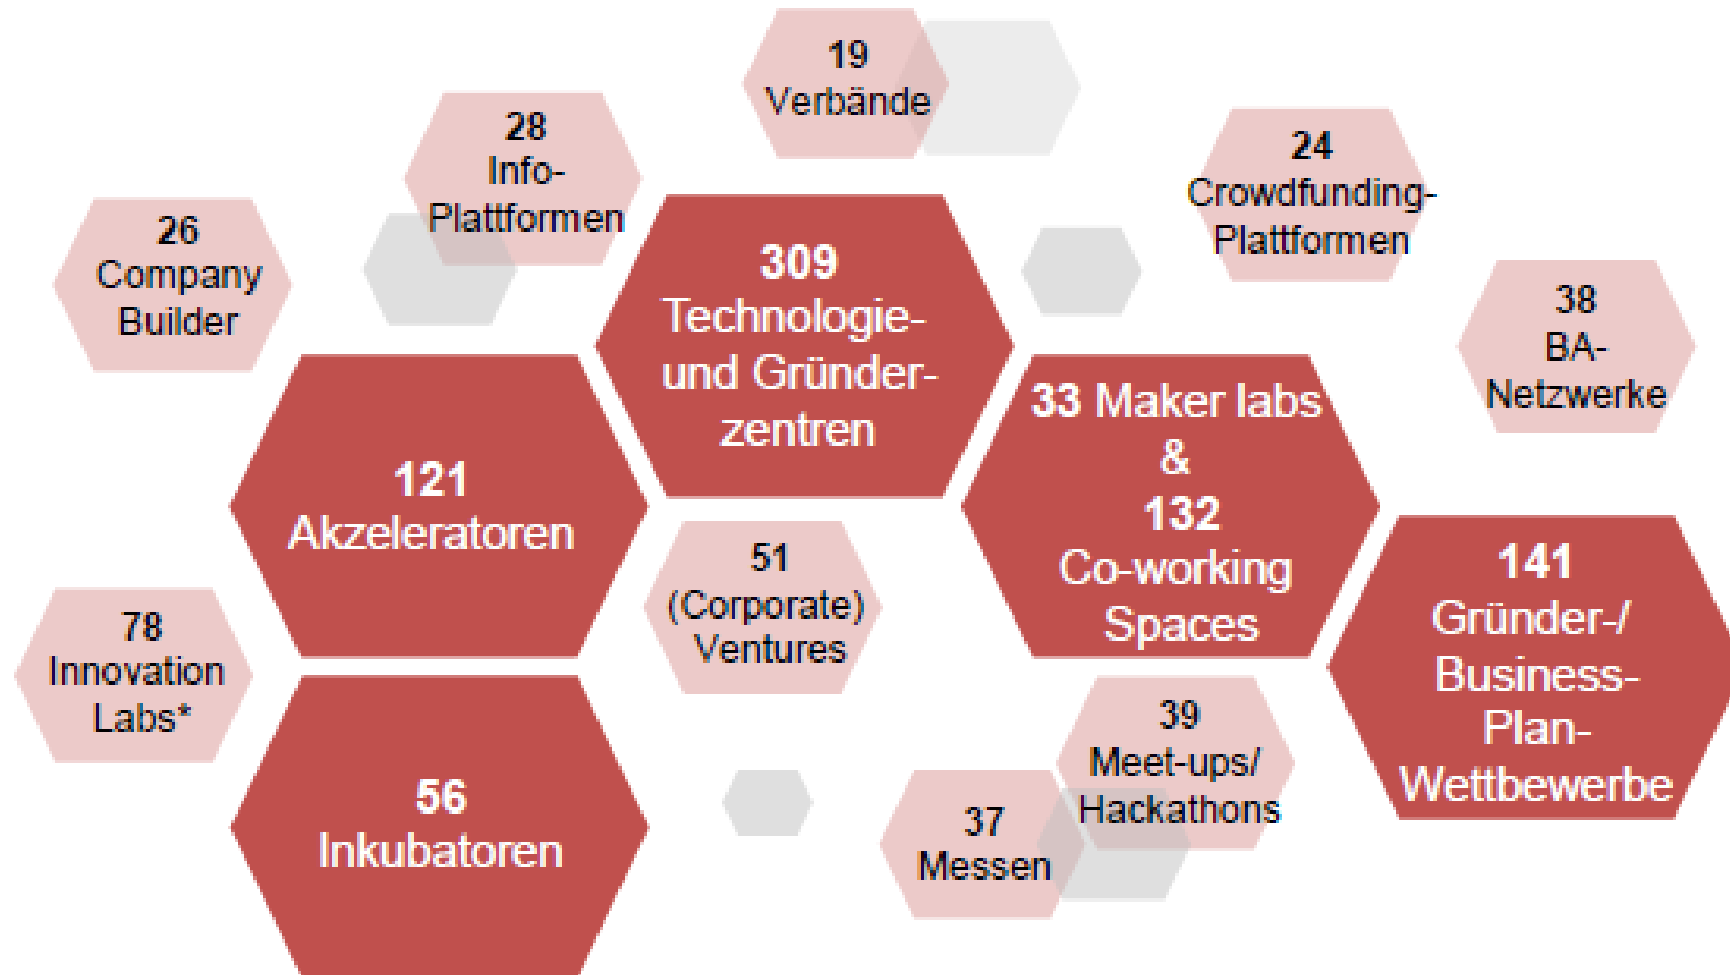 19
Verbände
28
Info-
Plattformen
24
Crowdfunding-
Plattformen
26
Company
Builder
309
Technologie-
und Gründer-
zentren
38
BA-
Netzwerke
33 Maker labs
&
132
Co-working
Spaces
121
Akzeleratoren
51
(Corporate)
Ventures
141
Gründer-/
Business-
Plan-
Wettbewerbe
78
Innovation
Labs*
39
Meet-ups/
Hackathons
56
Inkubatoren
37
Messen